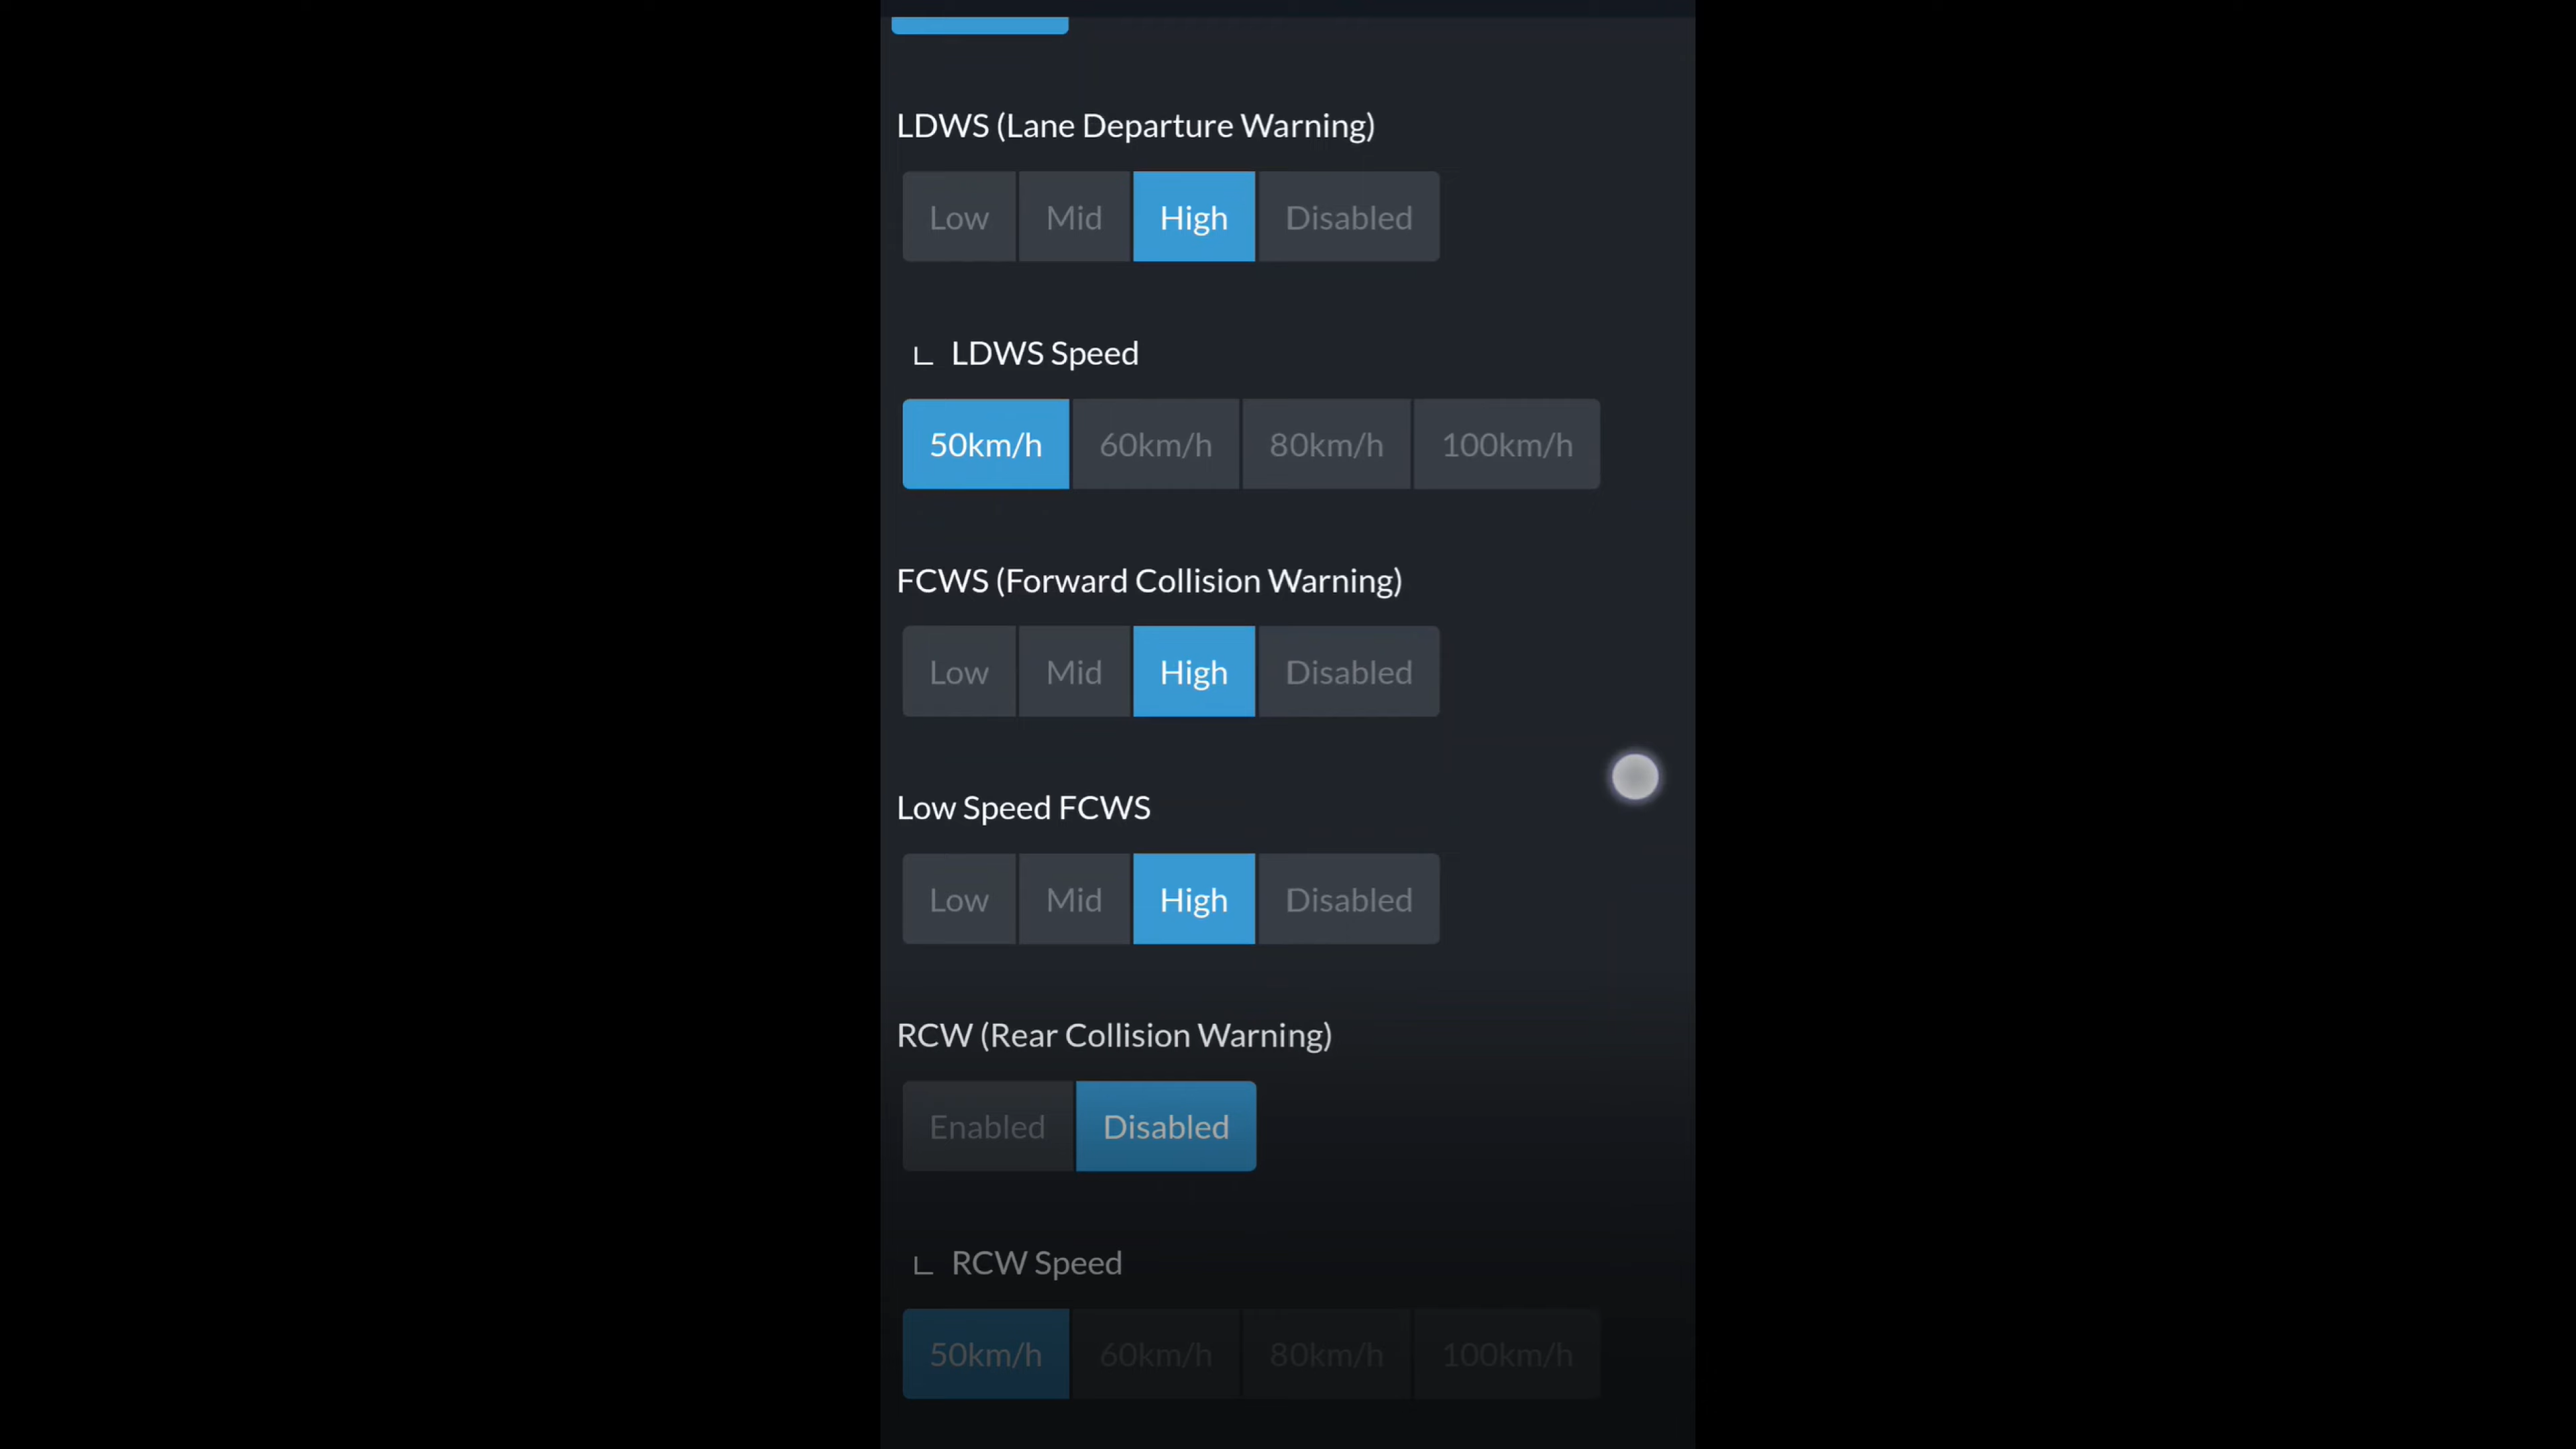 LDWS (Lane Departure Warning)
Low Mid High Disabled
LDWS Speed
50km/h 60km/h 80km/h 100km/h
FCWS (Forward Collision Warning)
Low Mid High Disabled
Low Speed FCWS
Low Mid High Disabled
RCW (Rear Collision Warning)
Enabled Disabled
RCW Speed
50km/h 60km/h 80km/h 100km/h